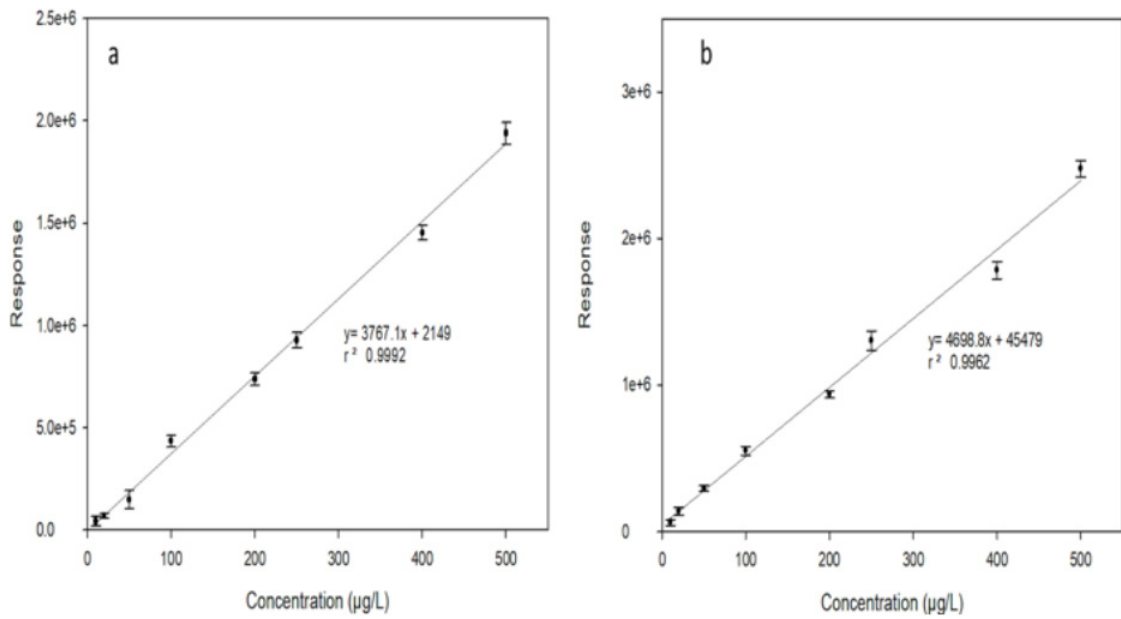 a
2.5e+6
2.0e+6
1.5e+6
1.0e+6
5.0e+5
0.0
Response
y= 3767.1x + 2149
r ² 0.9992
0 100 200 300 400 500
Concentration (µg/L)
b
3e+6
2e+6
1e+6
0
Response
y= 4698.8x + 45479
r ² 0.9962
0 100 200 300 400 500
Concentration (µg/L)